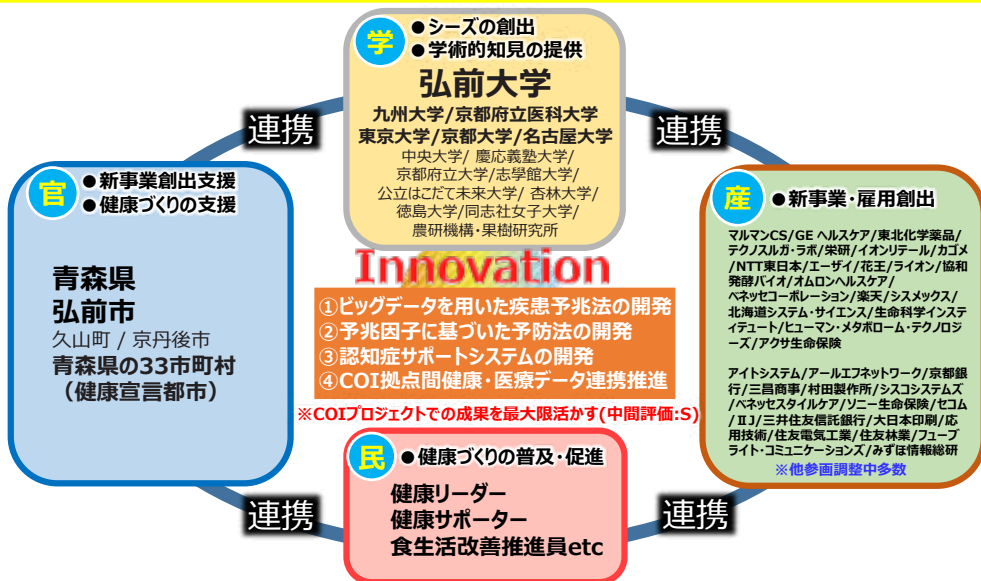 学
●シーズの創出
●学術的知見の提供
弘前大学
九州大学/京都府立医科大学
東京大学/京都大学/名古屋大学
中央大学/ 慶応義塾大学/
京都府立大学/志學館大学/
公立はこだて未来大学/ 杏林大学/
徳島大学/同志社女子大学/
農研機構・果樹研究所
連携
連携
官
●新事業創出支援
●健康づくりの支援
青森県
弘前市
久山町 / 京丹後市
青森県の33市町村
（健康宣言都市）
Innovation
①ビッグデータを用いた疾患予兆法の開発
②予兆因子に基づいた予防法の開発
③認知症サポートシステムの開発
④COI拠点間健康・医療データ連携推進
※COIプロジェクトでの成果を最大限活かす(中間評価:S)
産
●新事業・雇用創出
マルマンCS/GE ヘルスケア/東北化学薬品/
テクノスルガ・ラボ/栄研/イオンリテール/カゴメ
/NTT東日本/エーザイ/花王/ライオン/協和
発酵バイオ/オムロンヘルスケア/
ベネッセコーポレーション/楽天/シスメックス/
北海道システム・サイエンス/生命科学インステ
ィテュート/ヒューマン・メタボローム・テクノロジ
ーズ/アクサ生命保険
アイトシステム/アールエフネットワーク/京都銀
行/三昌商事/村田製作所/シスコシステムズ
/ベネッセスタイルケア/ソニー生命保険/セコム
/ⅡJ/三井住友信託銀行/大日本印刷/応
用技術/住友電気工業/住友林業/フューブ
ライト・コミュニケーションズ/みずほ情報総研
※他参画調整中多数
民
●健康づくりの普及・促進
健康リーダー
健康サポーター
食生活改善推進員etc
連携
連携